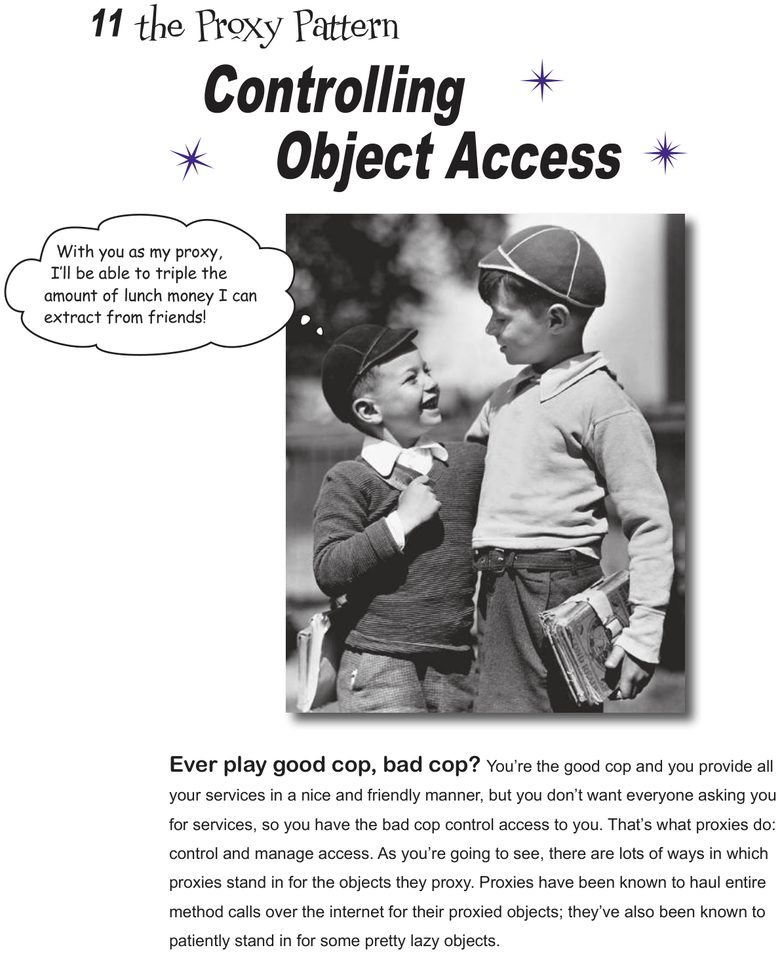 11 the Proxy Pattern
Controlling
Object Access
With you as my proxy,
I'll be able to triple the
amount of lunch money I can
extract from friends!
Ever play good cop, bad cop? You're the good cop and you provide all
your services in a nice and friendly manner, but you don't want everyone asking you
for services, so you have the bad cop control access to you. That's what proxies do:
control and manage access. As you're going to see, there are lots of ways in which
proxies stand in for the objects they proxy. Proxies have been known to haul entire
method calls over the internet for their proxied objects; they've also been known to
patiently stand in for some pretty lazy objects.